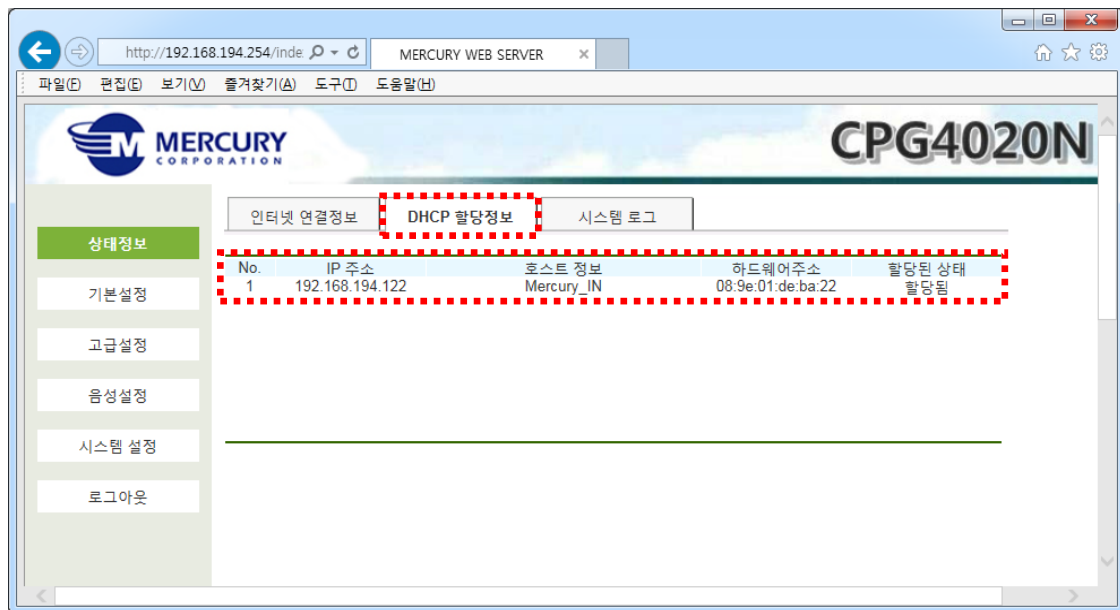 http://192.168.194.254/inde
MERCURY WEB SERVER
파일(F) 편집(E) 보기(V) 즐겨찾기(A) 도구(T) 도움말(H)
MERCURY
CORPORATION
CPG4020N
인터넷 연결정보 DHCP 할당정보 시스템 로그
상태정보
기본설정
고급설정
음성설정
시스템 설정
로그아웃
No. IP 주소 호스트 정보 하드웨어주소 할당된 상태
1 192.168.194.122 Mercury_IN 08:9e:01:de:ba:22 할당됨